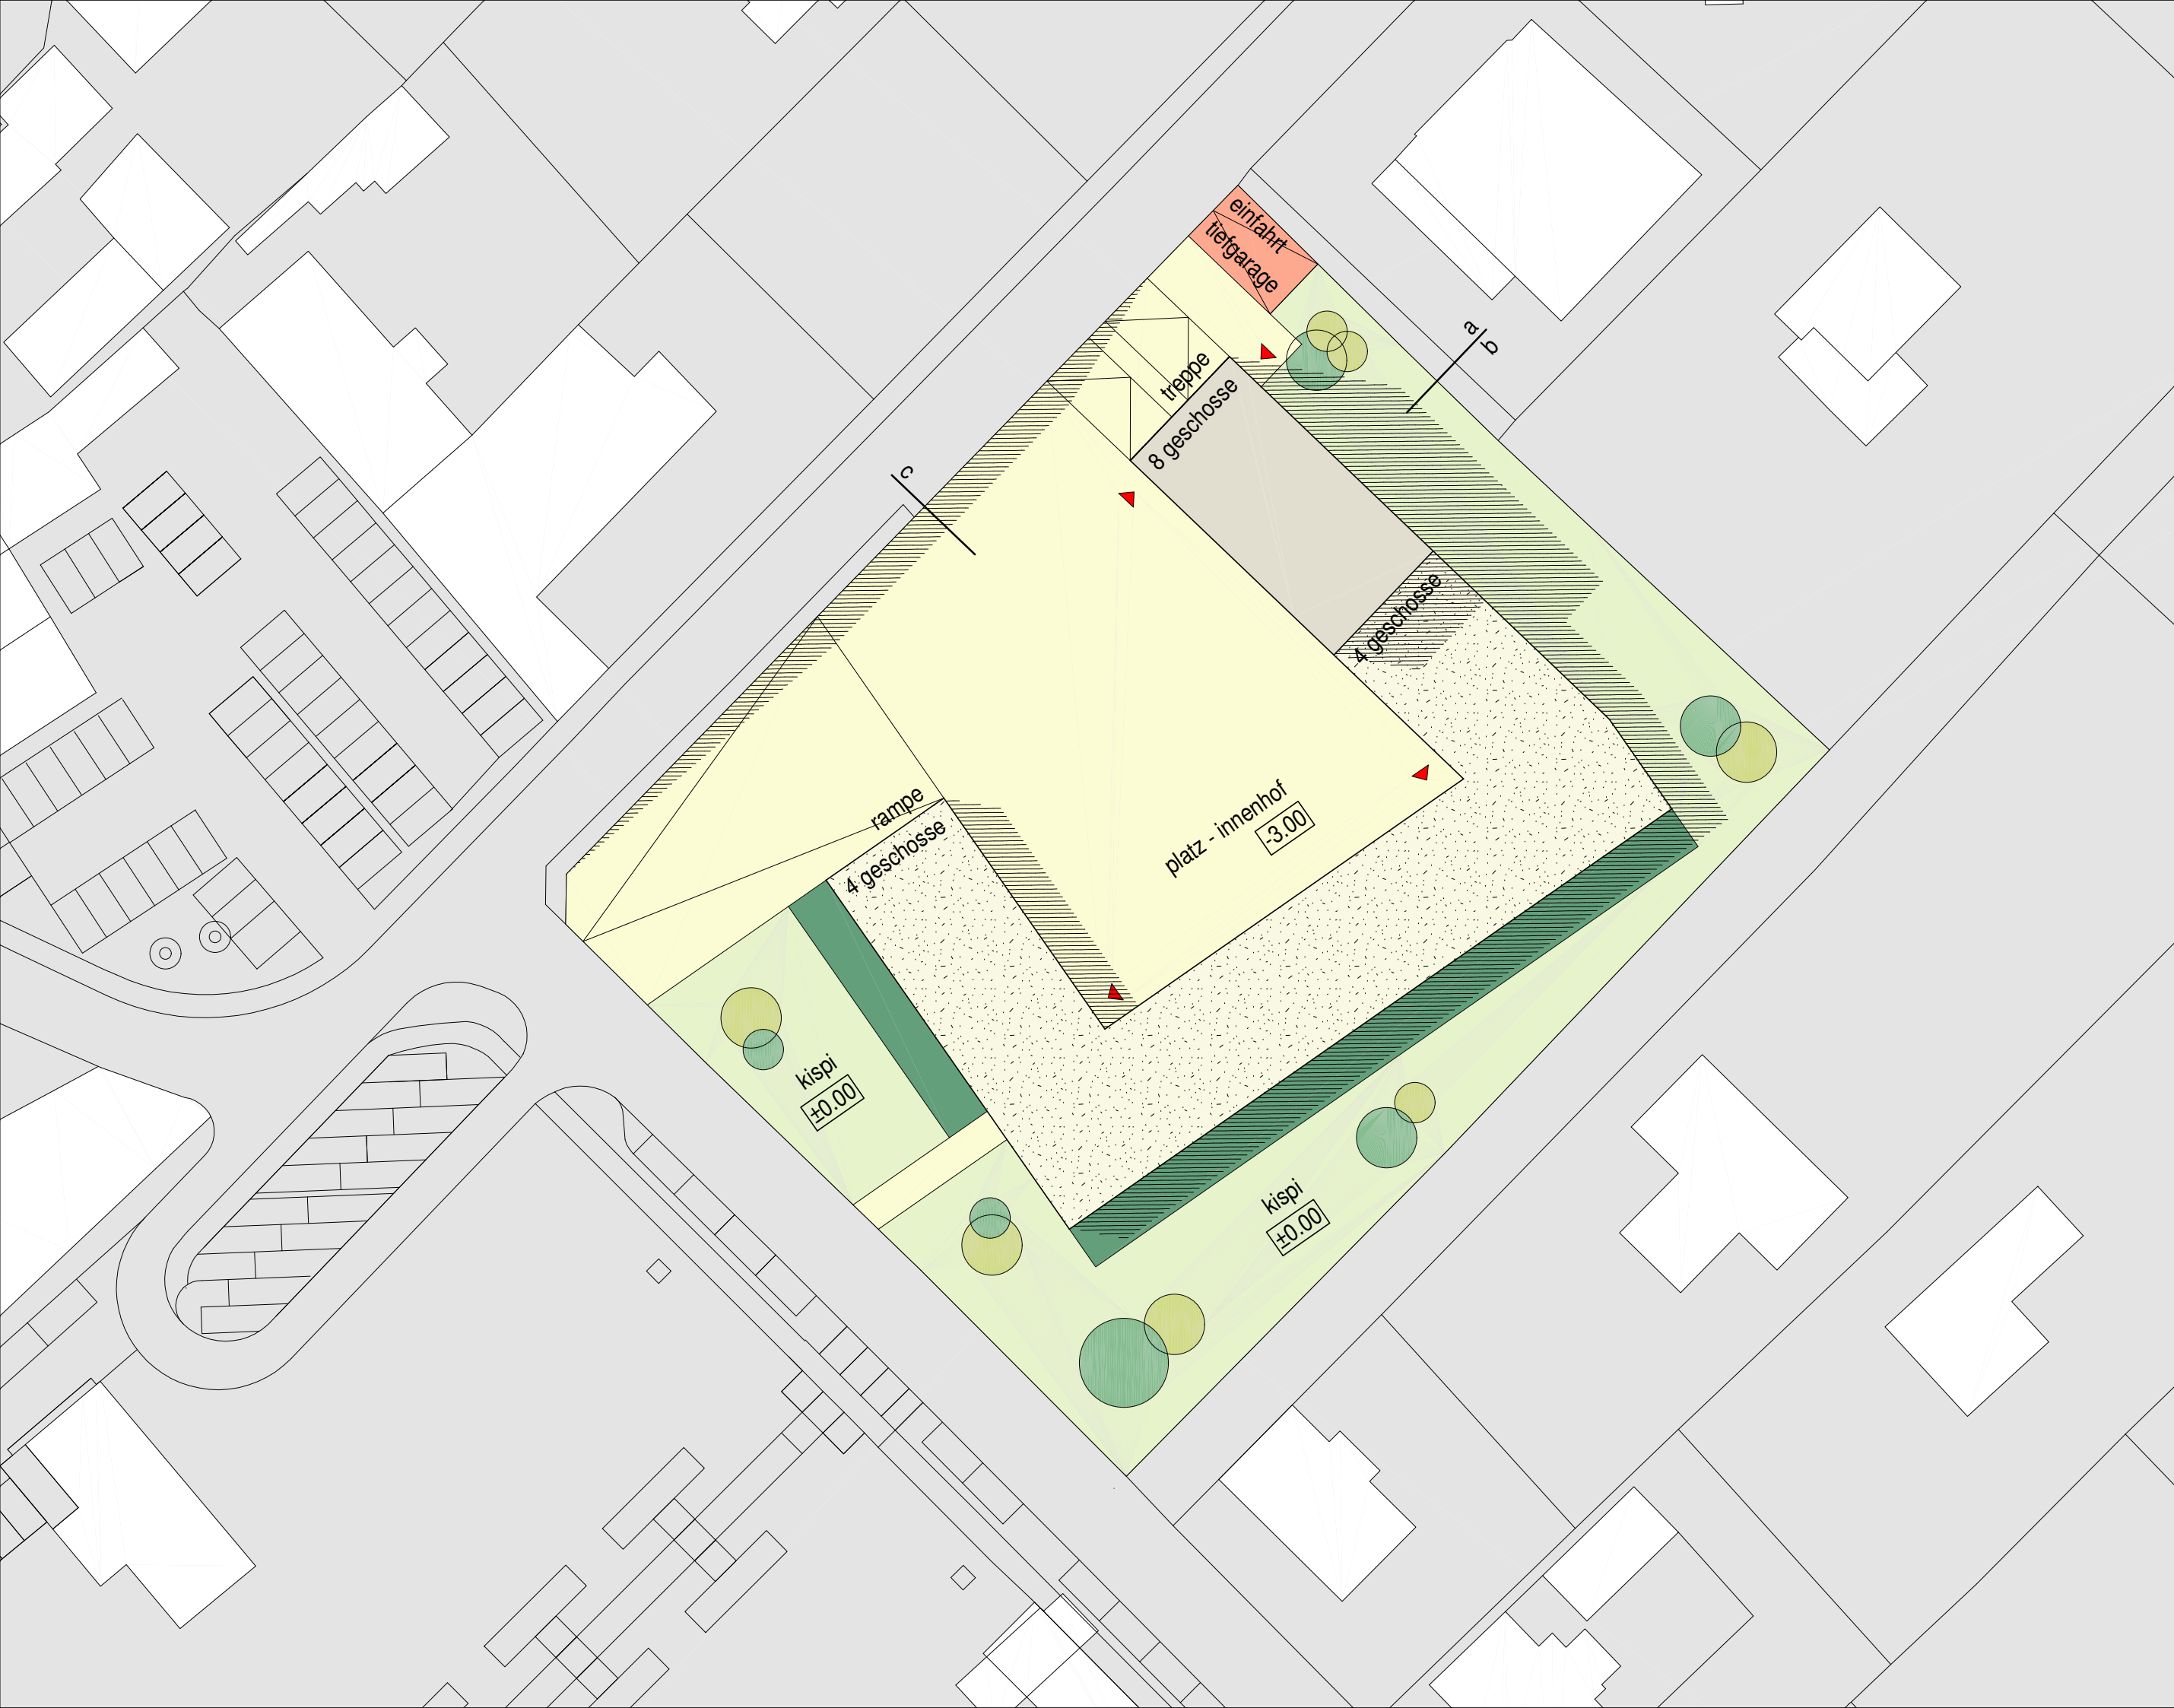 einfahrt
tiefgarage
a
b
treppe
8 geschosse
c
4 geschosse
rampe
4 geschosse
platz - innenhof
-3.00
kispi
±0.00
kispi
±0.00